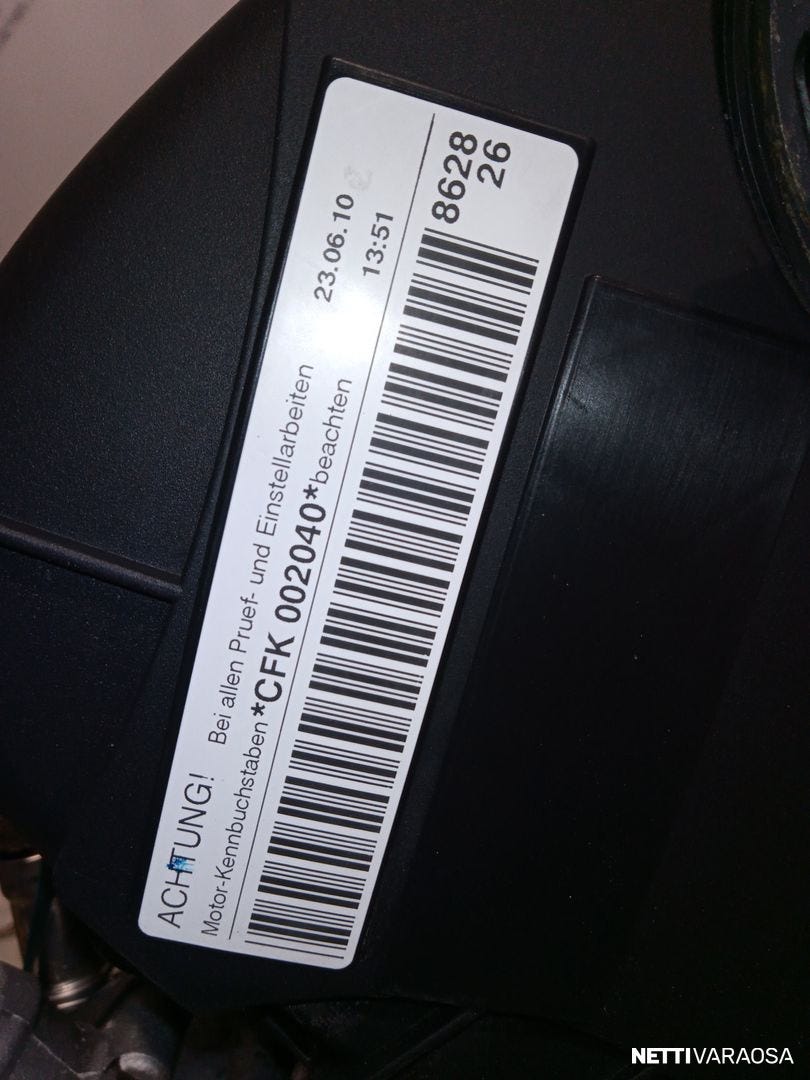 ACHTUNG! Bei allen Pruef- und Einstellarbeiten 23.06.10
Motor-Kennbuchstaben *CFK 002040* beachten 13:51
8628
26
NETTIVARAOSA